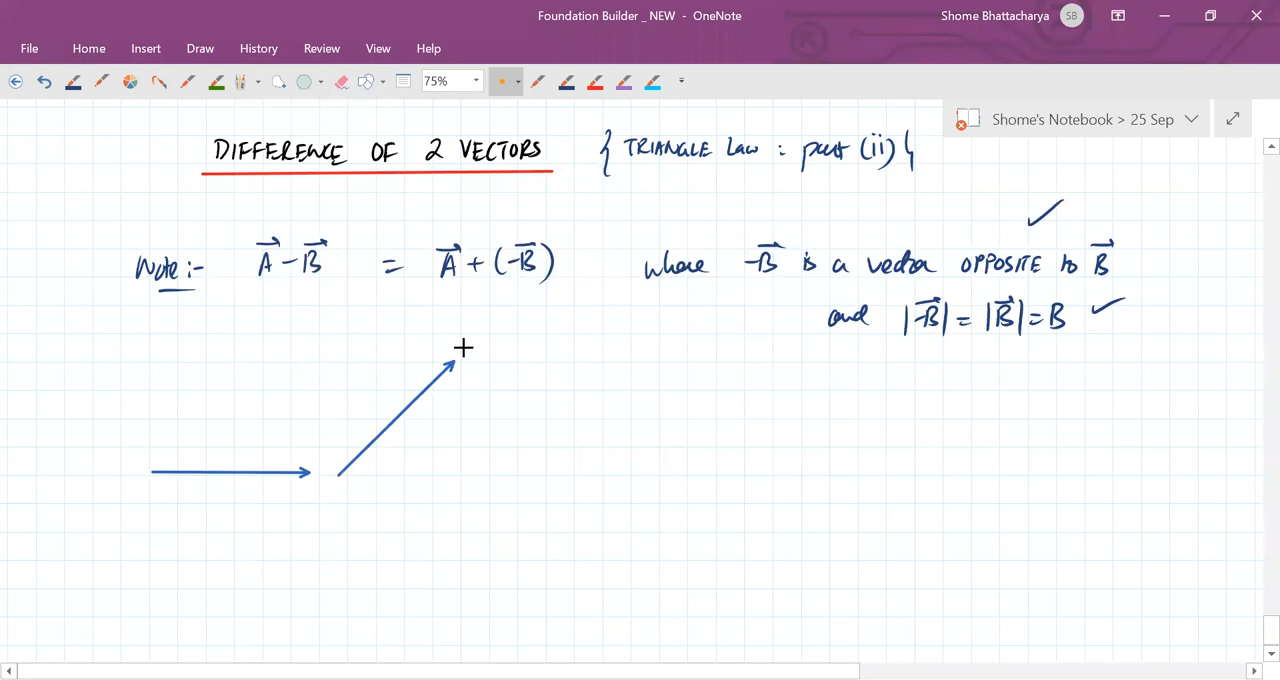 Foundation Builder _ NEW - OneNote
Shome Bhattacharya SB
File Home Insert Draw History Review View Help
75%
Shome's Notebook > 25 Sep
DIFFERENCE OF 2 VECTORS { TRIANGLE Law : part (ii) }
Note :- A⃗ - B⃗ = A⃗ + (-B⃗) where -B⃗ is a vector OPPOSITE to B⃗
and |-B⃗| = |B⃗| = B